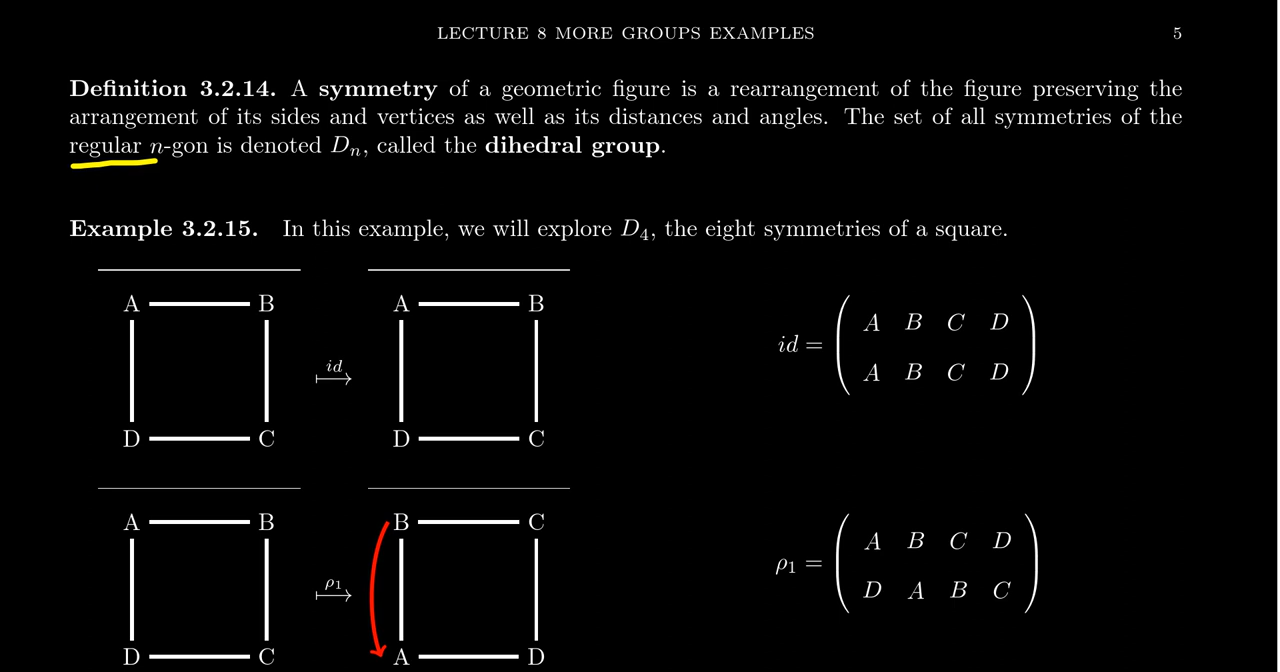 LECTURE 8 MORE GROUPS EXAMPLES 5
Definition 3.2.14. A symmetry of a geometric figure is a rearrangement of the figure preserving the
arrangement of its sides and vertices as well as its distances and angles. The set of all symmetries of the
regular n-gon is denoted Dₙ, called the dihedral group.
Example 3.2.15. In this example, we will explore D₄, the eight symmetries of a square.
A B A B
id
D C D C
id =
A B C D
A B C D
A B B C
ρ₁
D C A D
ρ₁ =
A B C D
D A B C